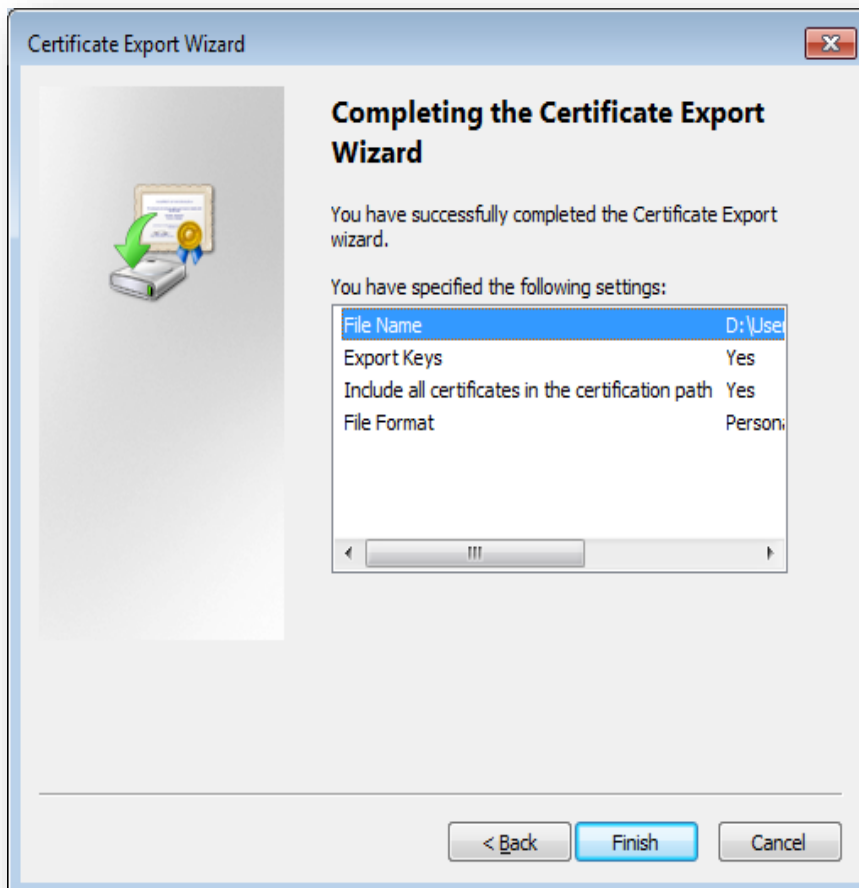 Certificate Export Wizard
Completing the Certificate Export
Wizard
You have successfully completed the Certificate Export
wizard.
You have specified the following settings:
File Name D:\User
Export Keys Yes
Include all certificates in the certification path Yes
File Format Persona
< Back Finish Cancel